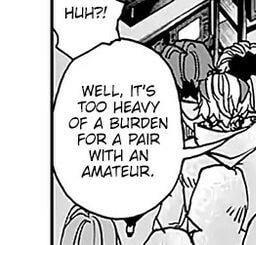 HUH?!
WELL, IT'S
TOO HEAVY
OF A BURDEN
FOR A PAIR
WITH AN
AMATEUR.